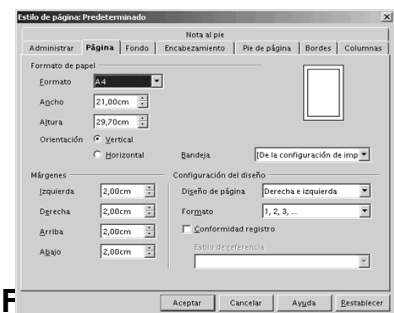 Estilo de página: Predeterminado
Nota al pie
Administrar Página Fondo Encabezamiento Pie de página Bordes Columnas
Formato de papel
Formato A4
Ancho 21,00cm
Altura 29,70cm
Orientación Vertical
Horizontal Bandeja [De la configuración de imp
Márgenes Configuración del diseño
Izquierda 2,00cm Diseño de página Derecha e izquierda
Derecha 2,00cm Formato 1, 2, 3, ...
Arriba 2,00cm Conformidad registro
Abajo 2,00cm Estilo de referencia
F
Aceptar Cancelar Ayuda Restablecer